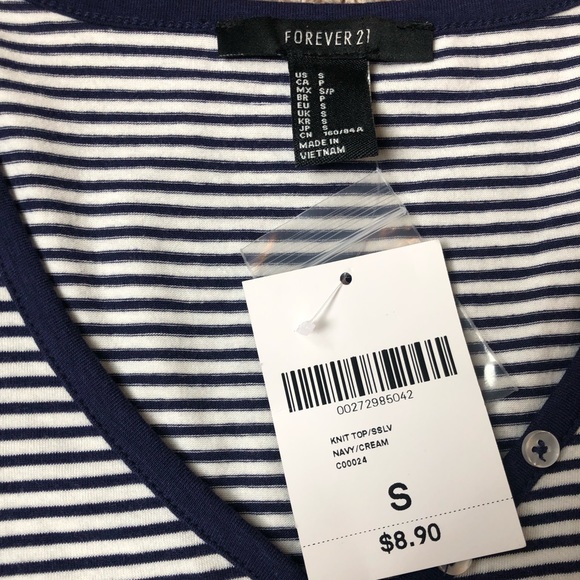 FOREVER 21
US S
CA P
MX S/P
BR P
EU S
UK S
KR S
JP S
CN 160/84A
MADE IN
VIETNAM
00272985042
KNIT TOP/SSLV
NAVY/CREAM
C00024
S
$8.90